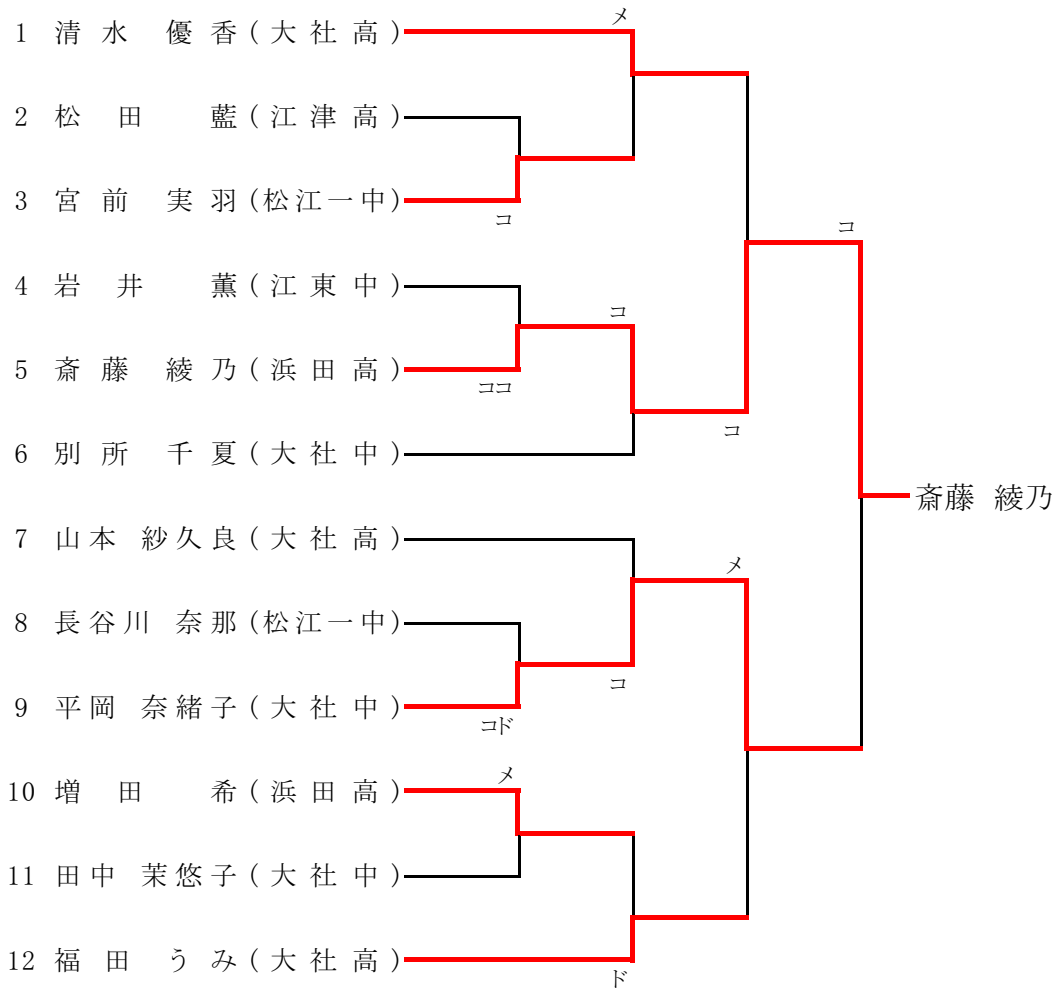 メ
1 清水 優香(大社高)
2 松田 藍(江津高)
3 宮前 実羽(松江一中)
コ
コ
4 岩井 薫(江東中)
コ
5 斎藤 綾乃(浜田高)
ココ
コ
6 別所 千夏(大社中)
斎藤 綾乃
7 山本 紗久良(大社高)
メ
8 長谷川 奈那(松江一中)
コ
9 平岡 奈緒子(大社中)
コド
メ
10 増田 希(浜田高)
11 田中 茉悠子(大社中)
12 福田 うみ(大社高)
ド